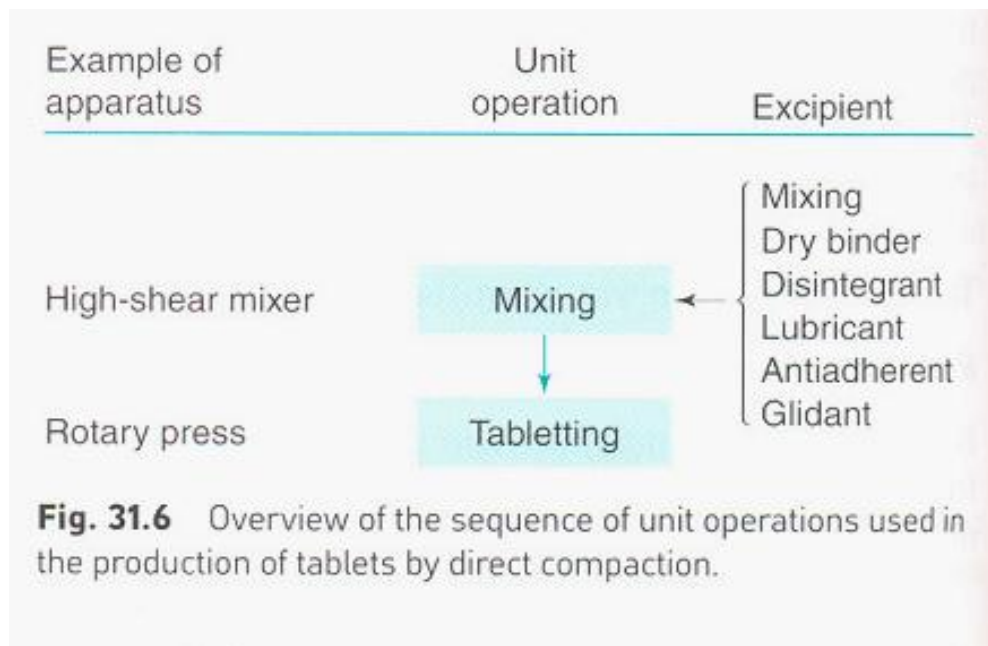 Example of apparatus
Unit operation
Excipient
Mixing
Dry binder
High-shear mixer
Mixing
Disintegrant
Lubricant
Antiadherent
Glidant
Rotary press
Tabletting
Fig. 31.6 Overview of the sequence of unit operations used in
the production of tablets by direct compaction.